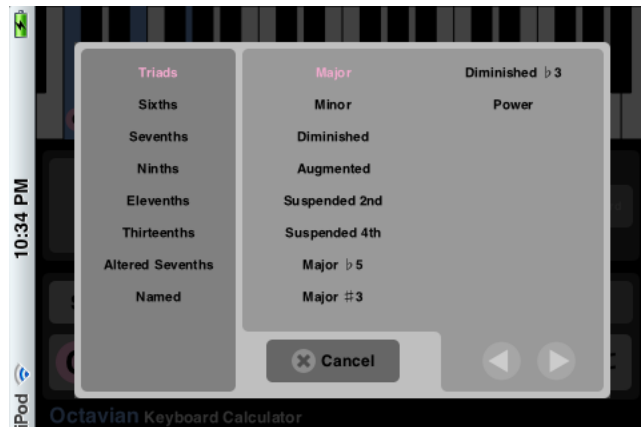 iPod
10:34 PM
Triads
Sixths
Sevenths
Ninths
Elevenths
Thirteenths
Altered Sevenths
Named
Major
Minor
Diminished
Augmented
Suspended 2nd
Suspended 4th
Major ♭5
Major ♯3
Diminished ♭3
Power
Cancel
Octavian Keyboard Calculator